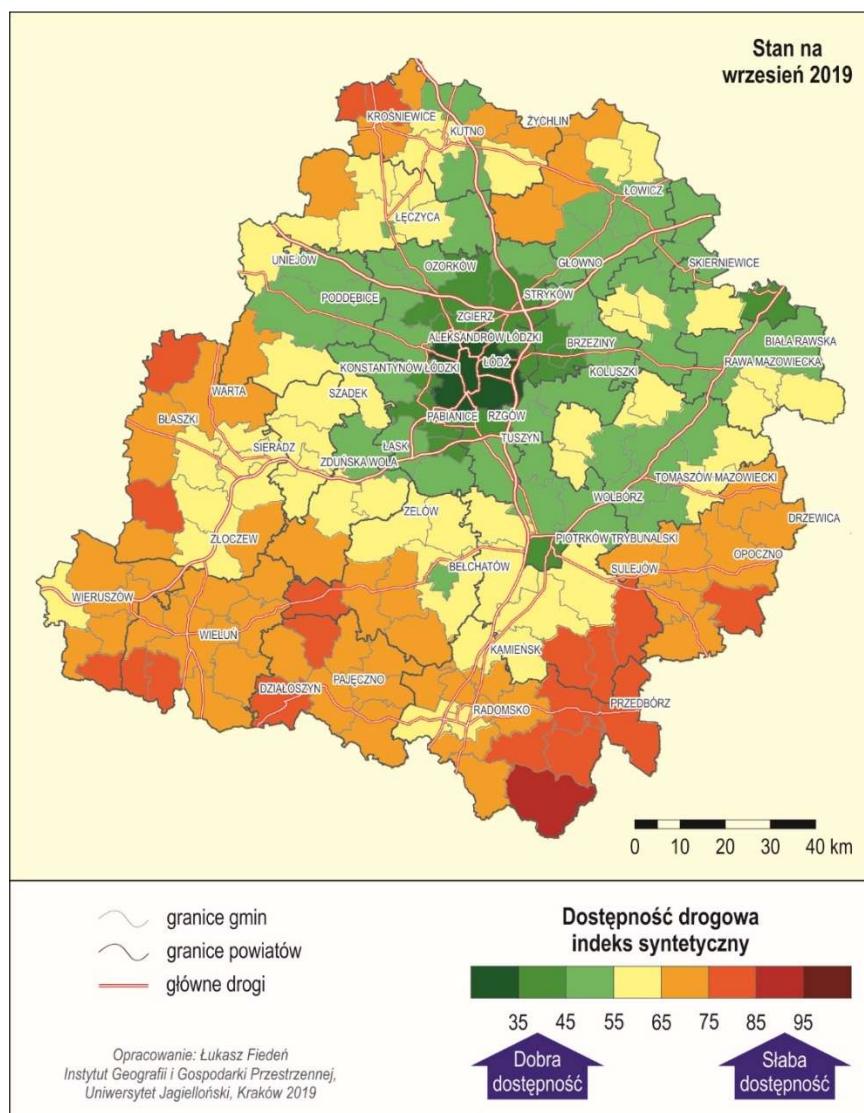 Stan na
wrzesień 2019
KROŚNIEWICE
ŻYCHLIN
KUTNO
ŁOWICZ
ŁĘCZYCA
UNIEJÓW
OZORKÓW
GŁOWNO
SKIERNIEWICE
PODDĘBICE
STRYKÓW
ZGIERZ
ALEKSANDRÓW ŁÓDZKI
BRZEZINY
BIAŁA RAWSKA
KONSTANTYNÓW ŁÓDZKI
ŁÓDŹ
KOLUSZKI
RAWA MAZOWIECKA
WARTA
SZADEK
BŁASZKI
PABIANICE
RZGÓW
SIERADZ
ŁASK
TUSZYN
ZDUŃSKA WOLA
TOMASZÓW MAZOWIECKI
WOLBÓRZ
ZELÓW
DRZEWICA
ZŁOCZEW
PIOTRKÓW TRYBUNALSKI
BEŁCHATÓW
SULEJÓW
OPOCZNO
WIERUSZÓW
WIELUŃ
KAMIEŃSK
DZIAŁOSZYN
PAJĘCZNO
RADOMSKO
PRZEDBÓRZ
0 10 20 30 40 km
granice gmin
granice powiatów
główne drogi
Opracowanie: Łukasz Fiedeń
Instytut Geografii i Gospodarki Przestrzennej,
Uniwersytet Jagielloński, Kraków 2019
Dostępność drogowa
indeks syntetyczny
35 45 55 65 75 85 95
Dobra
dostępność
Słaba
dostępność